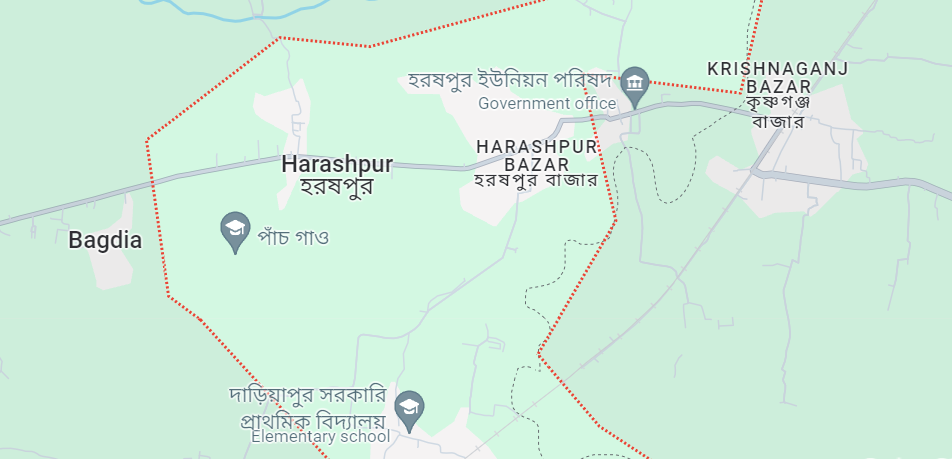 KRISHNAGANJ
BAZAR
কৃষ্ণগঞ্জ
বাজার
হরষপুর ইউনিয়ন পরিষদ
Government office
HARASHPUR
BAZAR
হরষপুর বাজার
Harashpur
হরষপুর
Bagdia
পাঁচ গাও
দাড়িয়াপুর সরকারি
প্রাথমিক বিদ্যালয়
Elementary school